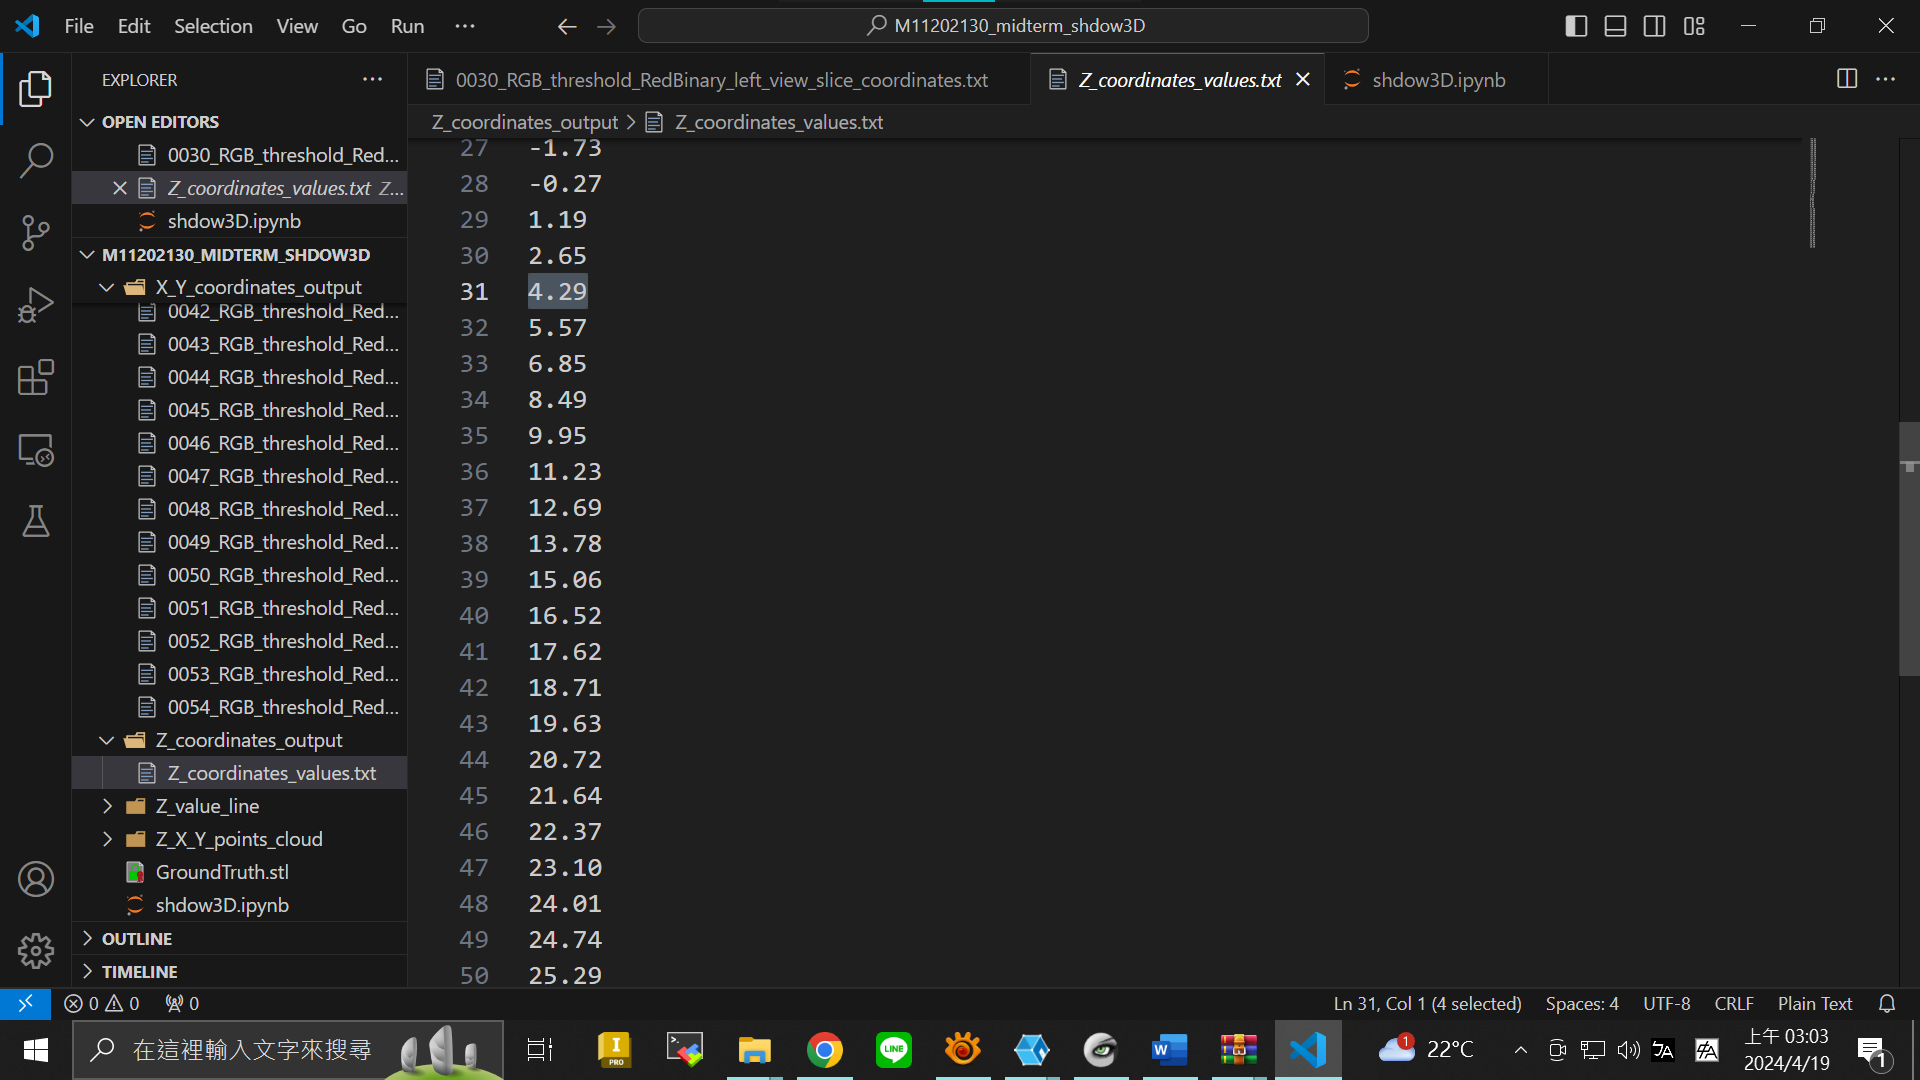 File Edit Selection View Go Run ···
M11202130_midterm_shdow3D
EXPLORER
0030_RGB_threshold_RedBinary_left_view_slice_coordinates.txt
Z_coordinates_values.txt
shdow3D.ipynb
Z_coordinates_output > Z_coordinates_values.txt
OPEN EDITORS
0030_RGB_threshold_Red...
Z_coordinates_values.txt Z...
shdow3D.ipynb
M11202130_MIDTERM_SHDOW3D
X_Y_coordinates_output
0042_RGB_threshold_Red...
0043_RGB_threshold_Red...
0044_RGB_threshold_Red...
0045_RGB_threshold_Red...
0046_RGB_threshold_Red...
0047_RGB_threshold_Red...
0048_RGB_threshold_Red...
0049_RGB_threshold_Red...
0050_RGB_threshold_Red...
0051_RGB_threshold_Red...
0052_RGB_threshold_Red...
0053_RGB_threshold_Red...
0054_RGB_threshold_Red...
Z_coordinates_output
Z_coordinates_values.txt
Z_value_line
Z_X_Y_points_cloud
GroundTruth.stl
shdow3D.ipynb
OUTLINE
TIMELINE
27 -1.73
28 -0.27
29 1.19
30 2.65
31 4.29
32 5.57
33 6.85
34 8.49
35 9.95
36 11.23
37 12.69
38 13.78
39 15.06
40 16.52
41 17.62
42 18.71
43 19.63
44 20.72
45 21.64
46 22.37
47 23.10
48 24.01
49 24.74
50 25.29
0 0 0
Ln 31, Col 1 (4 selected) Spaces: 4 UTF-8 CRLF Plain Text
在這裡輸入文字來搜尋
I PRO
LINE
W
1
22°C
上午 03:03
2024/4/19
1